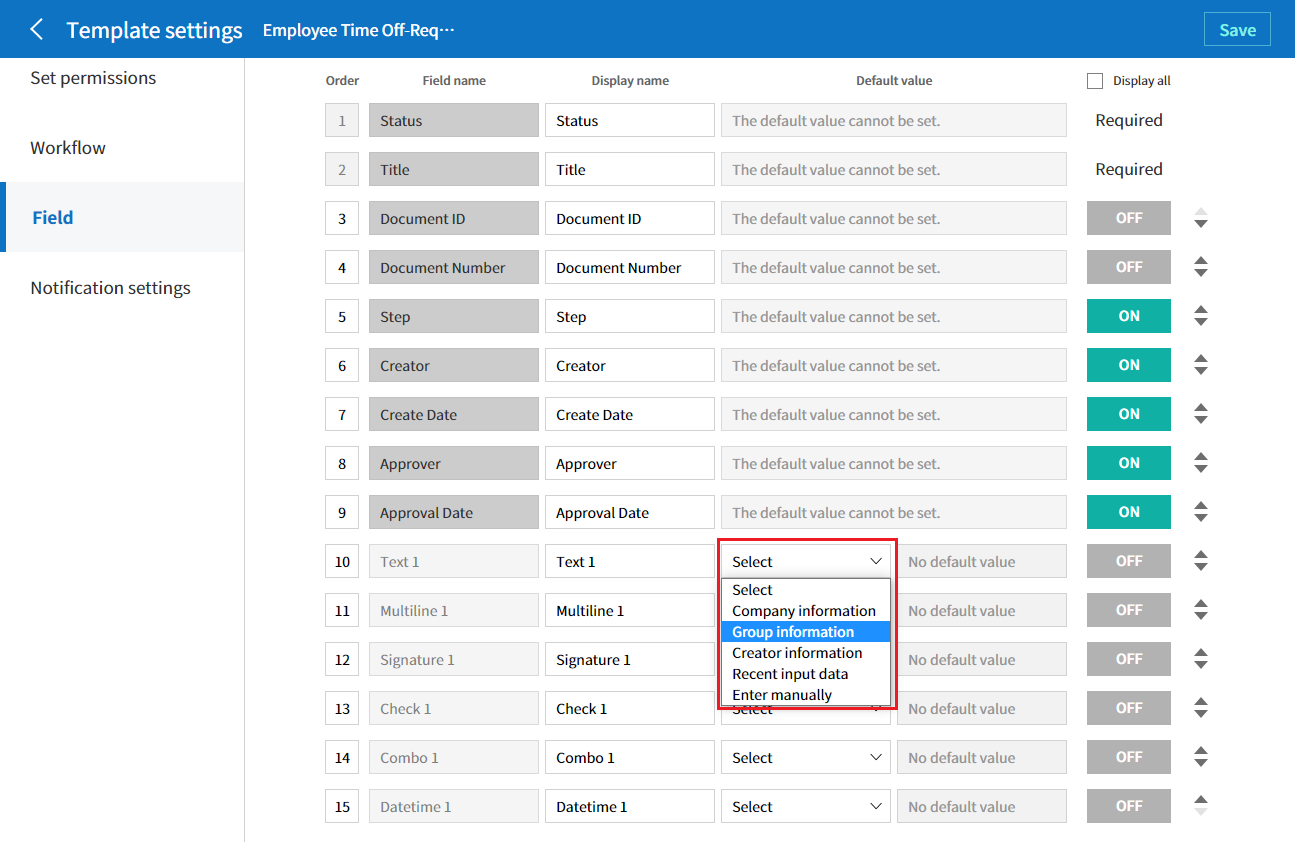 Template settings Employee Time Off-Req⋯ Save
Set permissions
Workflow
Field
Notification settings
Order Field name Display name Default value Display all
1 Status Status The default value cannot be set. Required
2 Title Title The default value cannot be set. Required
3 Document ID Document ID The default value cannot be set. OFF
4 Document Number Document Number The default value cannot be set. OFF
5 Step Step The default value cannot be set. ON
6 Creator Creator The default value cannot be set. ON
7 Create Date Create Date The default value cannot be set. ON
8 Approver Approver The default value cannot be set. ON
9 Approval Date Approval Date The default value cannot be set. ON
10 Text 1 Text 1 Select No default value OFF
Select
Company information
Group information
Creator information
Recent input data
Enter manually
11 Multiline 1 Multiline 1 No default value OFF
12 Signature 1 Signature 1 No default value OFF
13 Check 1 Check 1 Select No default value OFF
14 Combo 1 Combo 1 Select No default value OFF
15 Datetime 1 Datetime 1 Select No default value OFF